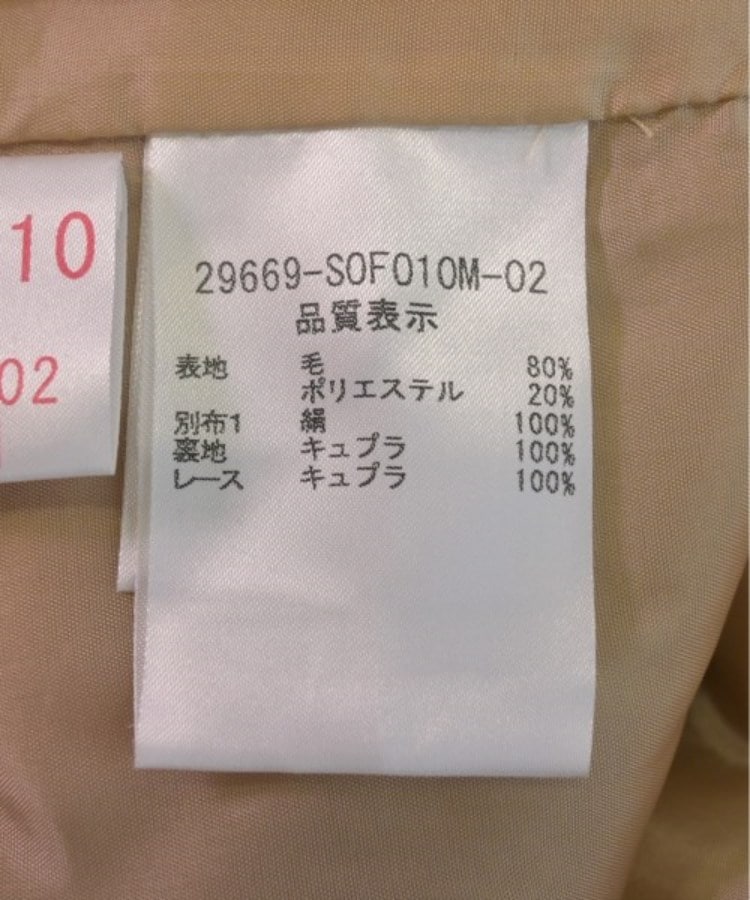 10
02
29669-SOF010M-02
品質表示
表地 毛 80%
ポリエステル 20%
別布1 絹 100%
裏地 キュプラ 100%
レース キュプラ 100%